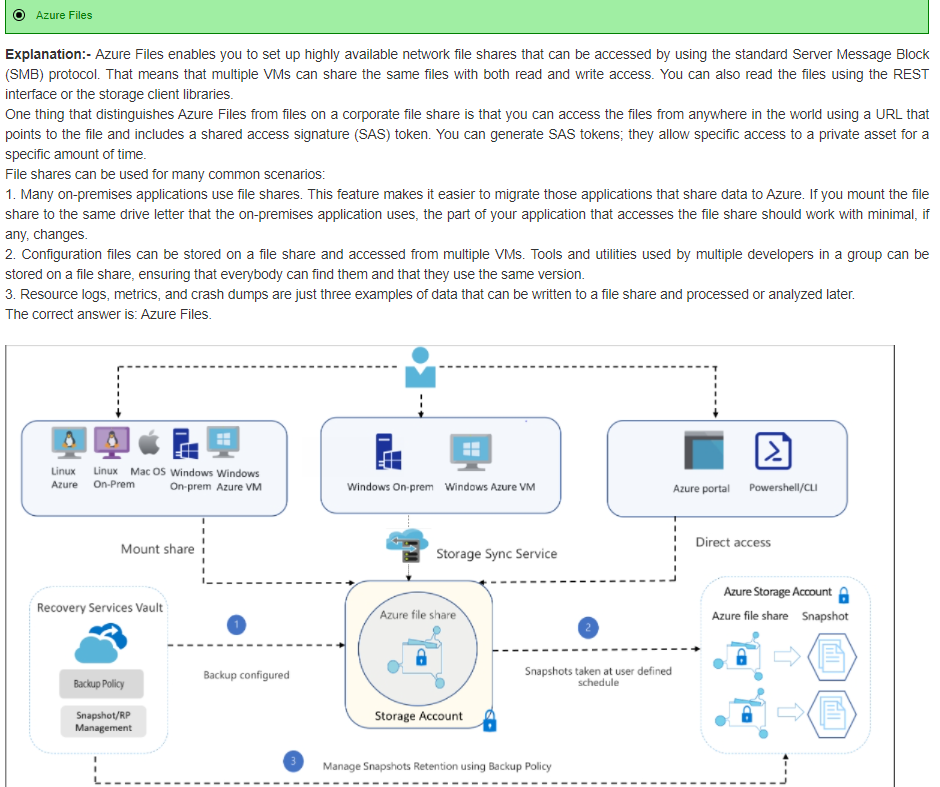 Azure Files
Explanation:- Azure Files enables you to set up highly available network file shares that can be accessed by using the standard Server Message Block
(SMB) protocol. That means that multiple VMs can share the same files with both read and write access. You can also read the files using the REST
interface or the storage client libraries.
One thing that distinguishes Azure Files from files on a corporate file share is that you can access the files from anywhere in the world using a URL that
points to the file and includes a shared access signature (SAS) token. You can generate SAS tokens; they allow specific access to a private asset for a
specific amount of time.
File shares can be used for many common scenarios:
1. Many on-premises applications use file shares. This feature makes it easier to migrate those applications that share data to Azure. If you mount the file
share to the same drive letter that the on-premises application uses, the part of your application that accesses the file share should work with minimal, if
any, changes.
2. Configuration files can be stored on a file share and accessed from multiple VMs. Tools and utilities used by multiple developers in a group can be
stored on a file share, ensuring that everybody can find them and that they use the same version.
3. Resource logs, metrics, and crash dumps are just three examples of data that can be written to a file share and processed or analyzed later.
The correct answer is: Azure Files.
Linux Azure
Linux On-Prem
Mac OS
Windows On-prem
Windows Azure VM
Windows On-prem
Windows Azure VM
Azure portal
Powershell/CLI
Mount share
Storage Sync Service
Direct access
Recovery Services Vault
Backup Policy
Snapshot/RP
Management
1
Backup configured
Azure file share
Storage Account
2
Snapshots taken at user defined
schedule
Azure Storage Account
Azure file share
Snapshot
3
Manage Snapshots Retention using Backup Policy